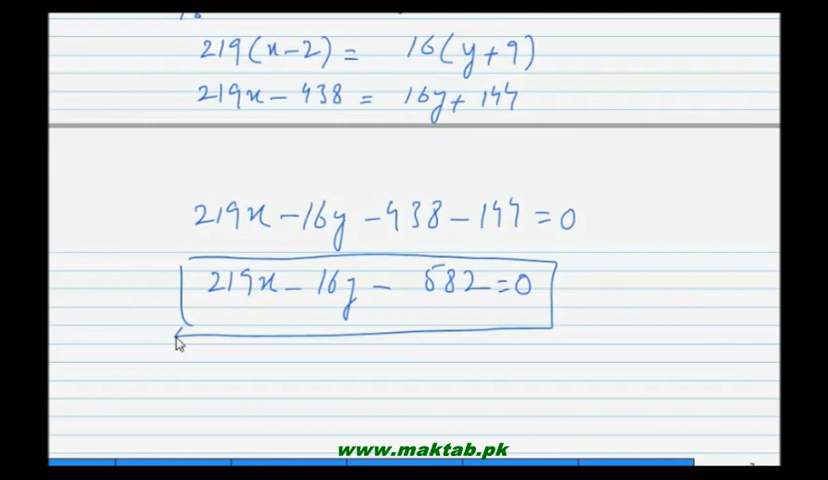 219(x-2) = 16(y+9)
219x - 438 = 16y + 144
219x - 16y - 438 - 144 = 0
219x - 16y - 582 = 0
www.maktab.pk